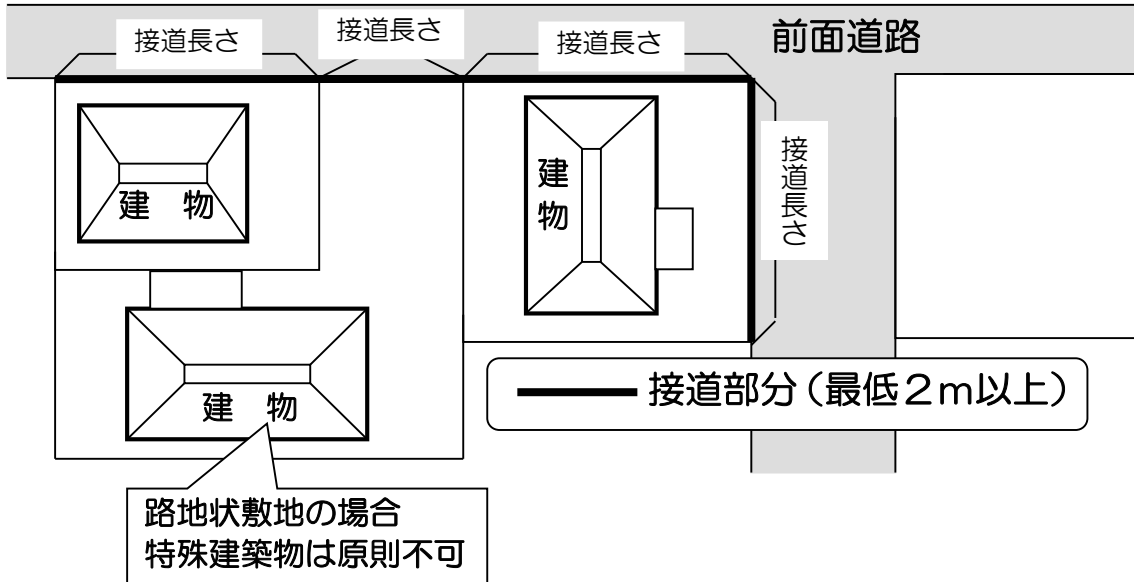 接道長さ
接道長さ
接道長さ
前面道路
接道長さ
建物
建　物
建　物
接道部分（最低２ｍ以上）
路地状敷地の場合
特殊建築物は原則不可